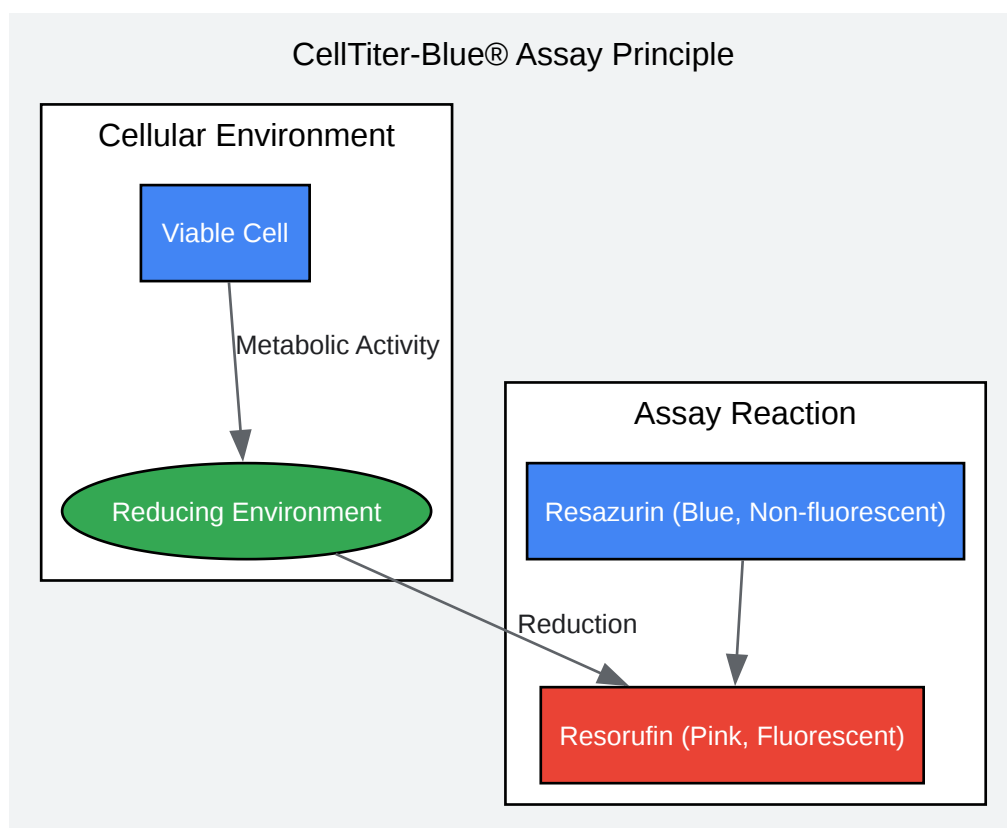 CellTiter-Blue® Assay Principle
Cellular Environment
Viable Cell
Metabolic Activity
Reducing Environment
Assay Reaction
Resazurin (Blue, Non-fluorescent)
Reduction
Resorufin (Pink, Fluorescent)